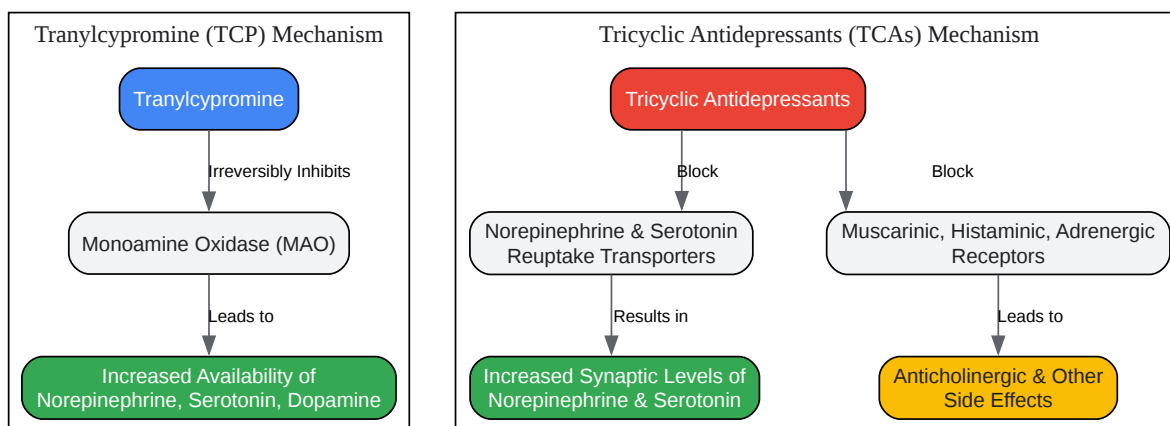 Tranylcypromine (TCP) Mechanism
Tranylcypromine
Irreversibly Inhibits
Monoamine Oxidase (MAO)
Leads to
Increased Availability of
Norepinephrine, Serotonin, Dopamine
Tricyclic Antidepressants (TCAs) Mechanism
Tricyclic Antidepressants
Block
Block
Norepinephrine & Serotonin
Reuptake Transporters
Muscarinic, Histaminic, Adrenergic
Receptors
Results in
Leads to
Increased Synaptic Levels of
Norepinephrine & Serotonin
Anticholinergic & Other
Side Effects